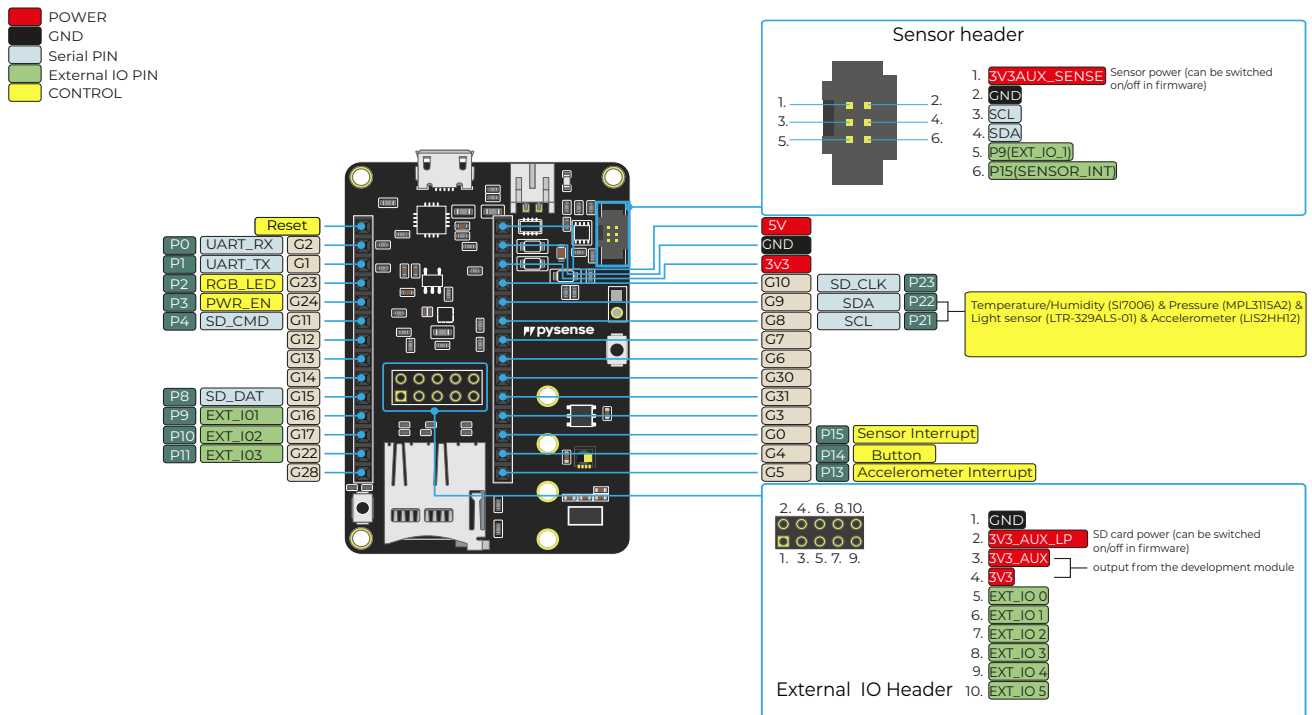 POWER
GND
Serial PIN
External IO PIN
CONTROL
Sensor header
1.
3.
5.
2.
4.
6.
1. 3V3AUX_SENSE Sensor power (can be switched
on/off in firmware)
2. GND
3. SCL
4. SDA
5. P9(EXT_IO_1)
6. P15(SENSOR_INT)
Reset
P0 UART_RX G2
P1 UART_TX G1
P2 RGB_LED G23
P3 PWR_EN G24
P4 SD_CMD G11
G12
G13
G14
P8 SD_DAT G15
P9 EXT_I01 G16
P10 EXT_I02 G17
P11 EXT_I03 G22
G28
pysense
5V
GND
3v3
G10 SD_CLK P23
G9 SDA P22
G8 SCL P21
Temperature/Humidity (SI7006) & Pressure (MPL3115A2) &
Light sensor (LTR-329ALS-01) & Accelerometer (LIS2HH12)
G7
G6
G30
G31
G3
G0 P15 Sensor Interrupt
G4 P14 Button
G5 P13 Accelerometer Interrupt
2. 4. 6. 8.10.
1. 3. 5. 7. 9.
1. GND
2. 3V3_AUX_LP SD card power (can be switched
on/off in firmware)
3. 3V3_AUX
output from the development module
4. 3V3
5. EXT_IO 0
6. EXT_IO 1
7. EXT_IO 2
8. EXT_IO 3
9. EXT_IO 4
10. EXT_IO 5
External IO Header